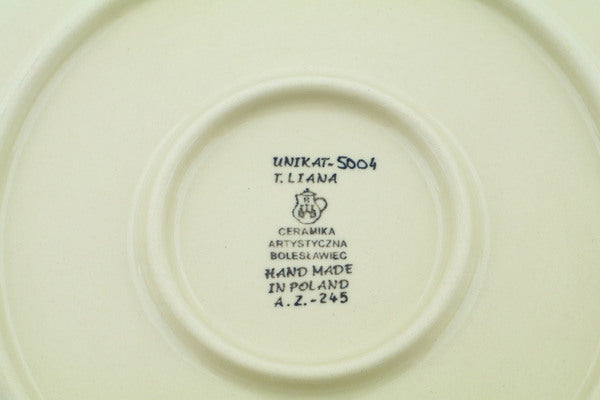 UNIKAT-5004
T. LIANA
CERAMIKA
ARTYSTYCZNA
BOLESŁAWIEC
HAND MADE
IN POLAND
A.Z.-245